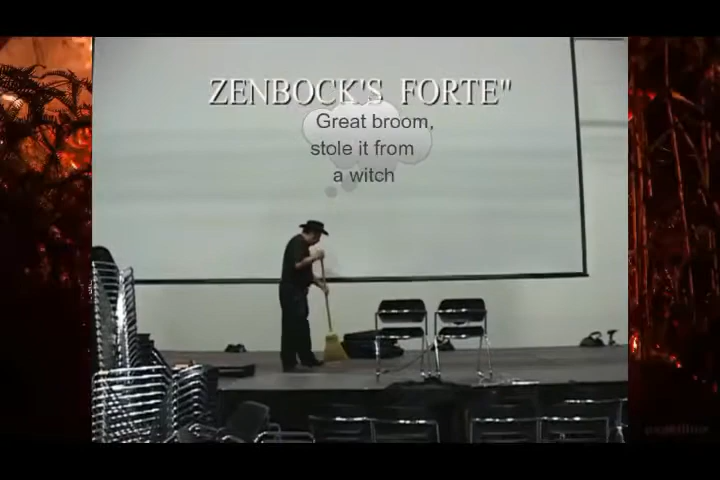 ZENBOCK'S FORTE"
Great broom,
stole it from
a witch